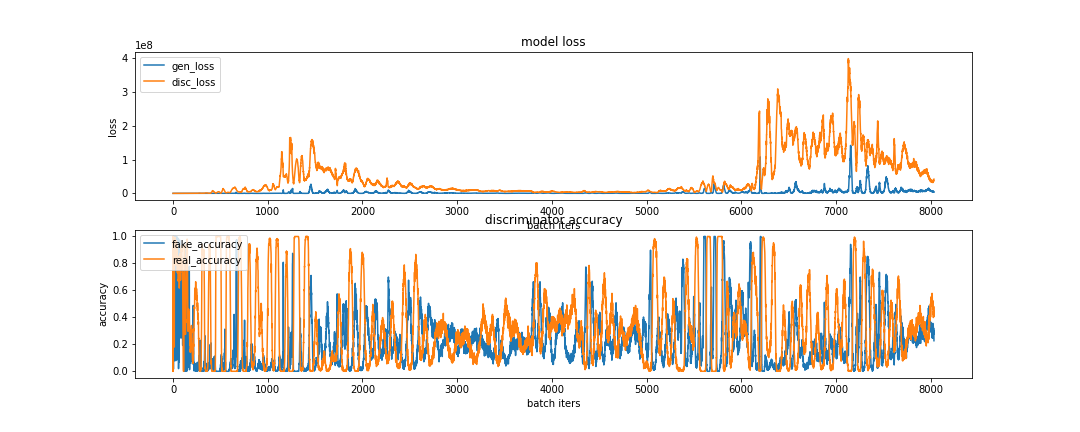 model loss
1e8
gen_loss
disc_loss
loss
4
3
2
1
0
0 1000 2000 3000 4000 5000 6000 7000 8000
batch iters
discriminator accuracy
fake_accuracy
real_accuracy
accuracy
1.0
0.8
0.6
0.4
0.2
0.0
0 1000 2000 3000 4000 5000 6000 7000 8000
batch iters